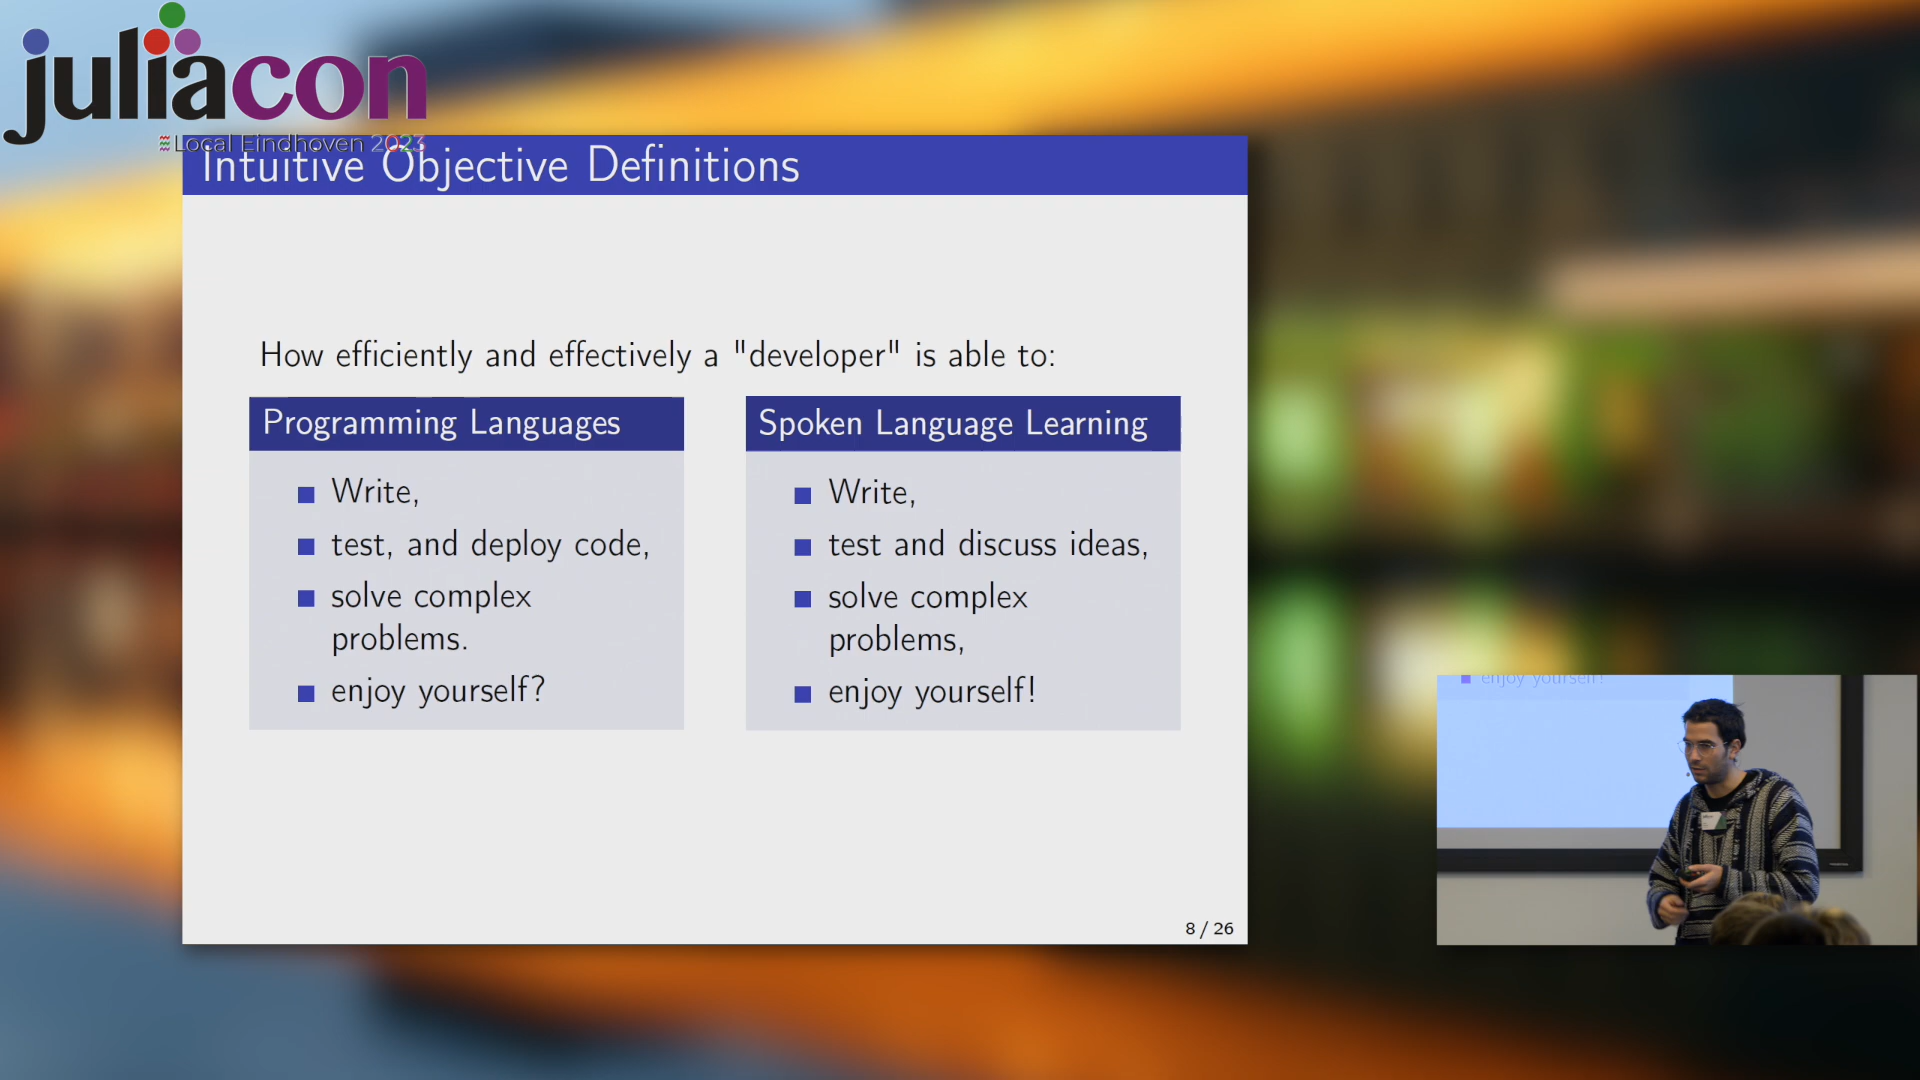 juliacon
Local Eindhoven 2023
Intuitive Objective Definitions
How efficiently and effectively a "developer" is able to:
Programming Languages
Write,
test, and deploy code,
solve complex
problems.
enjoy yourself?
Spoken Language Learning
Write,
test and discuss ideas,
solve complex
problems,
enjoy yourself!
8 / 26
enjoy yourself!